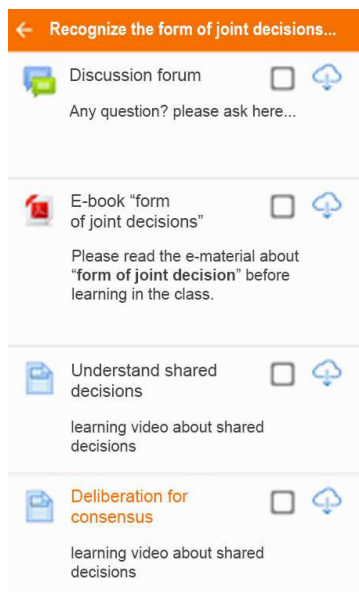 Recognize the form of joint decisions...
Discussion forum
Any question? please ask here...
E-book “form
of joint decisions”
Please read the e-material about
“form of joint decision” before
learning in the class.
Understand shared
decisions
learning video about shared
decisions
Deliberation for
consensus
learning video about shared
decisions